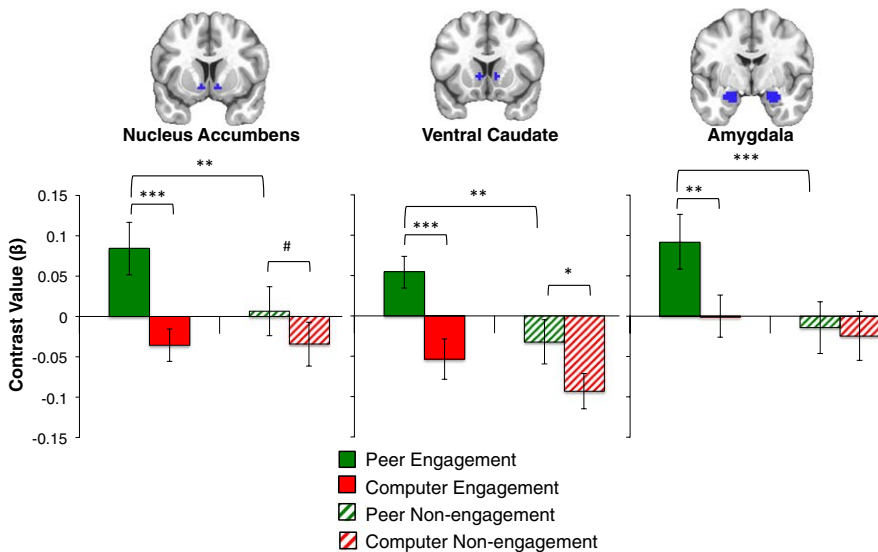 Nucleus Accumbens
Ventral Caudate
Amygdala
Contrast Value (β)
0.15
0.1
0.05
0
-0.05
-0.1
-0.15
**
***
#
**
***
*
***
**
Peer Engagement
Computer Engagement
Peer Non-engagement
Computer Non-engagement